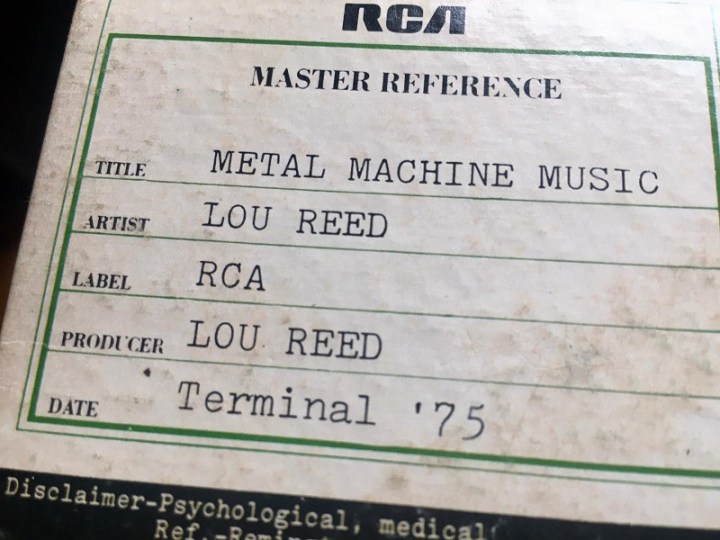 RCA
MASTER REFERENCE
TITLE METAL MACHINE MUSIC
ARTIST LOU REED
LABEL RCA
PRODUCER LOU REED
DATE Terminal '75
Disclaimer-Psychological, medical
Ref.